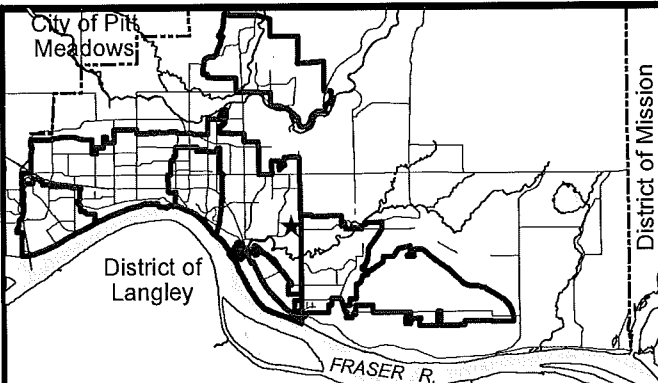 City of Pitt
Meadows
District of Mission
District of
Langley
FRASER R.